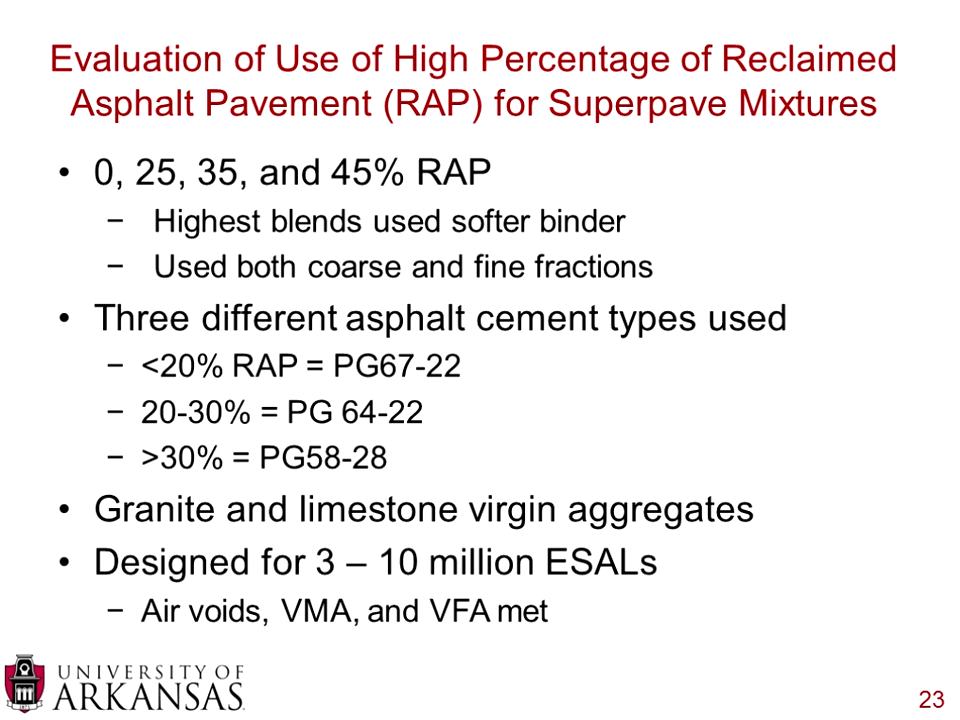 Evaluation of Use of High Percentage of Reclaimed
Asphalt Pavement (RAP) for Superpave Mixtures
• 0, 25, 35, and 45% RAP
− Highest blends used softer binder
− Used both coarse and fine fractions
• Three different asphalt cement types used
− <20% RAP = PG67-22
− 20-30% = PG 64-22
− >30% = PG58-28
• Granite and limestone virgin aggregates
• Designed for 3 – 10 million ESALs
− Air voids, VMA, and VFA met
UNIVERSITY OF
ARKANSAS
23